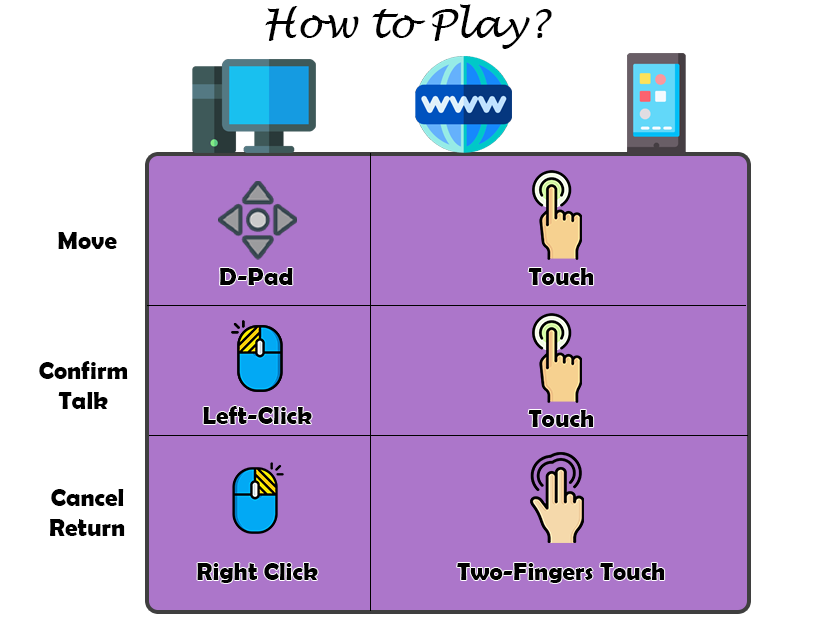 How to Play?
www
Move
D-Pad
Touch
Confirm
Talk
Left-Click
Touch
Cancel
Return
Right Click
Two-Fingers Touch